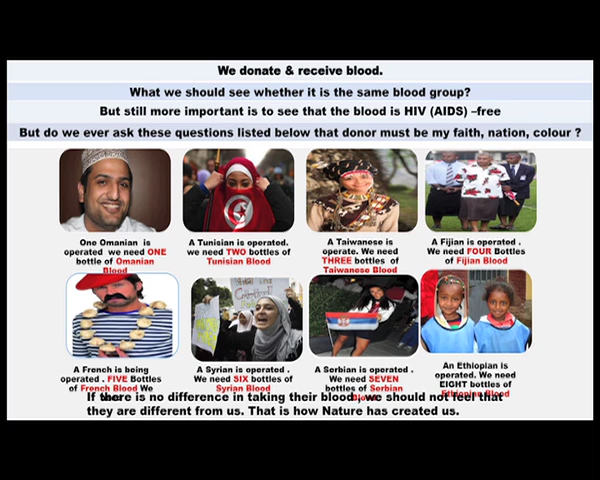 We donate & receive blood.
What we should see whether it is the same blood group?
But still more important is to see that the blood is HIV (AIDS) –free
But do we ever ask these questions listed below that donor must be my faith, nation, colour ?
One Omanian is
operated we need ONE
bottle of Omanian
Blood
A Tunisian is operated.
we need TWO bottles of
Tunisian Blood
A Taiwanese is
operate. We need
THREE bottles of
Taiwanese Blood
A Fijian is operated .
We need FOUR Bottles
of Fijian Blood
A French is being
operated . FIVE Bottles
of French Blood We
A Syrian is operated .
We need SIX bottles of
Syrian Blood
A Serbian is operated .
We need SEVEN
bottles of Serbian
An Ethiopian is
operated. We need
EIGHT bottles of
Ethiopian Blood
If there is no difference in taking their blood , we should not feel that
they are different from us. That is how Nature has created us.